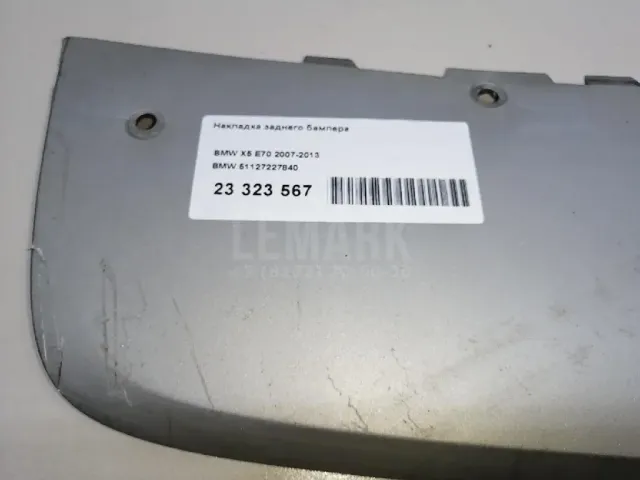 Накладка заднего бампера
BMW X5 E70 2007-2013
BMW 51127227840
23 323 567
LEMARK